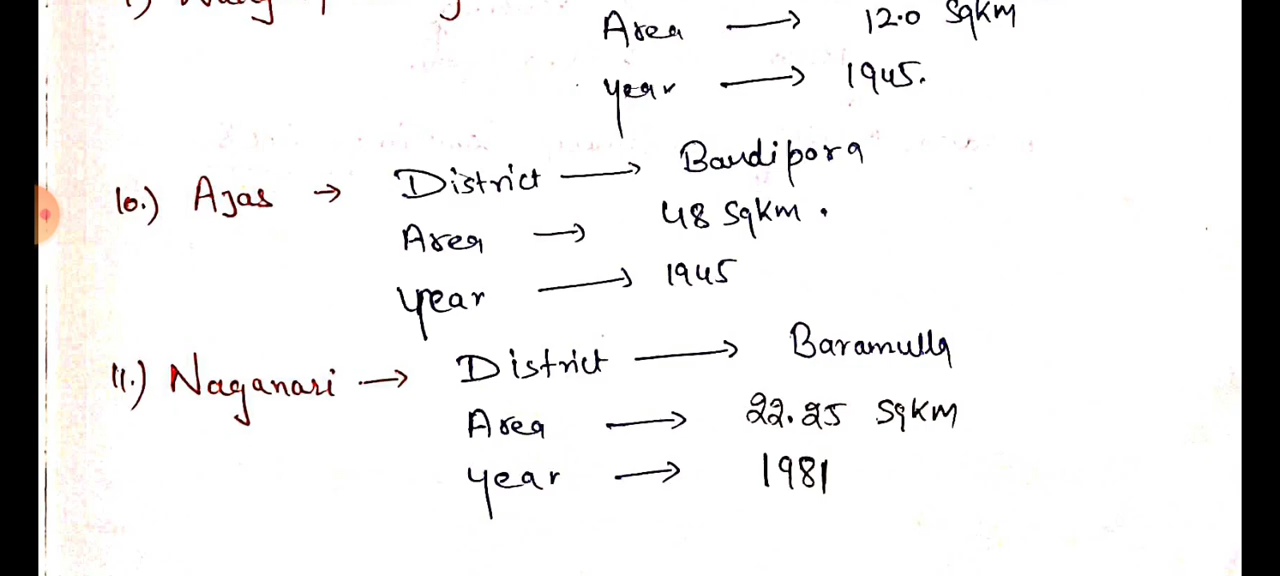 Area → 12.0 Sqkm
year → 1945.
10.) Ajas → District → Bandipora
Area → 48 SqKm.
year → 1945
11.) Naganari → District → Baramulla
Area → 22.25 SqKm
year → 1981